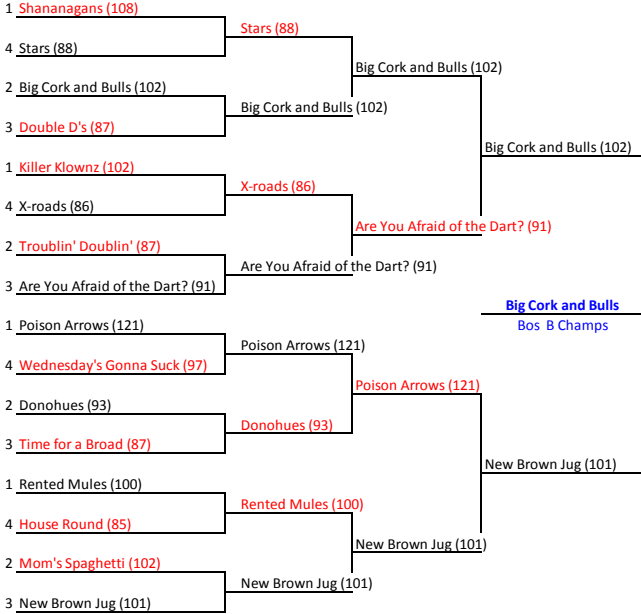 1 Shananagans (108)
Stars (88)
4 Stars (88)
Big Cork and Bulls (102)
2 Big Cork and Bulls (102)
Big Cork and Bulls (102)
3 Double D's (87)
Big Cork and Bulls (102)
1 Killer Klownz (102)
X-roads (86)
4 X-roads (86)
Are You Afraid of the Dart? (91)
2 Troublin' Doublin' (87)
Are You Afraid of the Dart? (91)
3 Are You Afraid of the Dart? (91)
Big Cork and Bulls
Bos B Champs
1 Poison Arrows (121)
Poison Arrows (121)
4 Wednesday's Gonna Suck (97)
Poison Arrows (121)
2 Donohues (93)
Donohues (93)
3 Time for a Broad (87)
New Brown Jug (101)
1 Rented Mules (100)
Rented Mules (100)
4 House Round (85)
New Brown Jug (101)
2 Mom's Spaghetti (102)
New Brown Jug (101)
3 New Brown Jug (101)